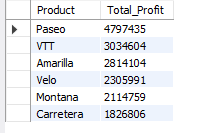 Product Total_Profit
Paseo 4797435
VTT 3034604
Amarilla 2814104
Velo 2305991
Montana 2114759
Carretera 1826806